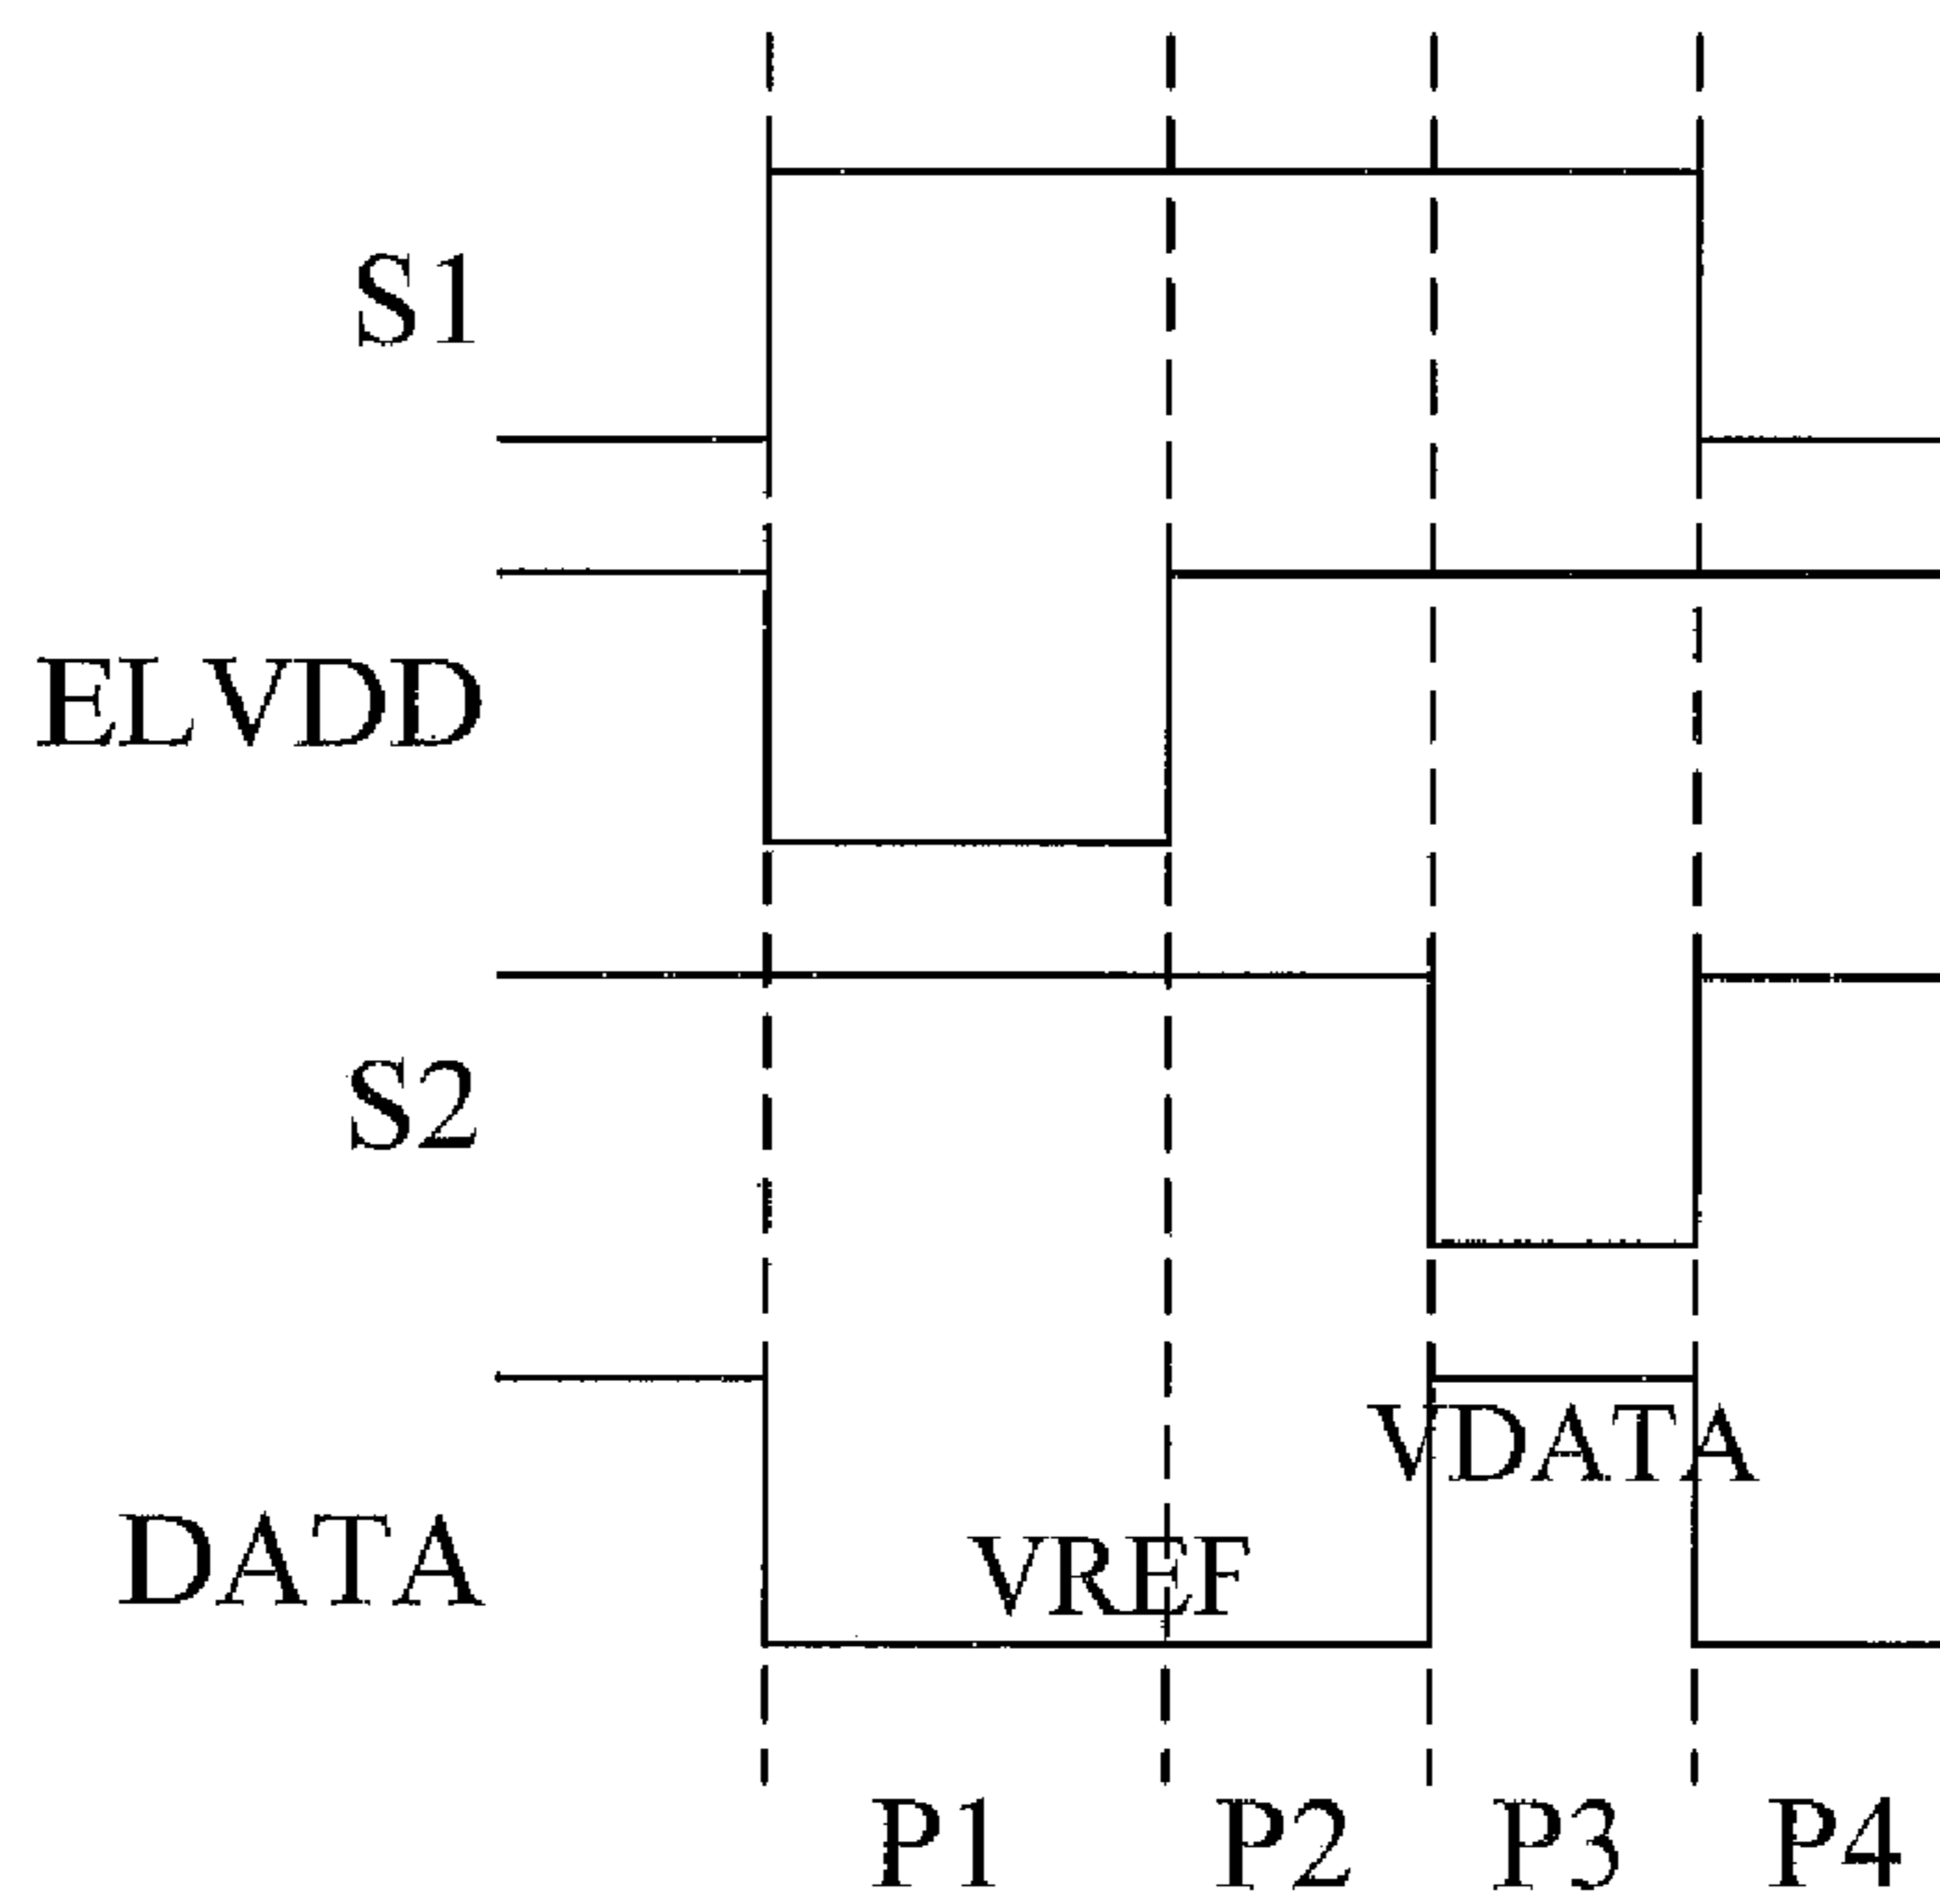 S1
ELVDD
S2
VDATA
DATA
VREF
P1 P2 P3 P4